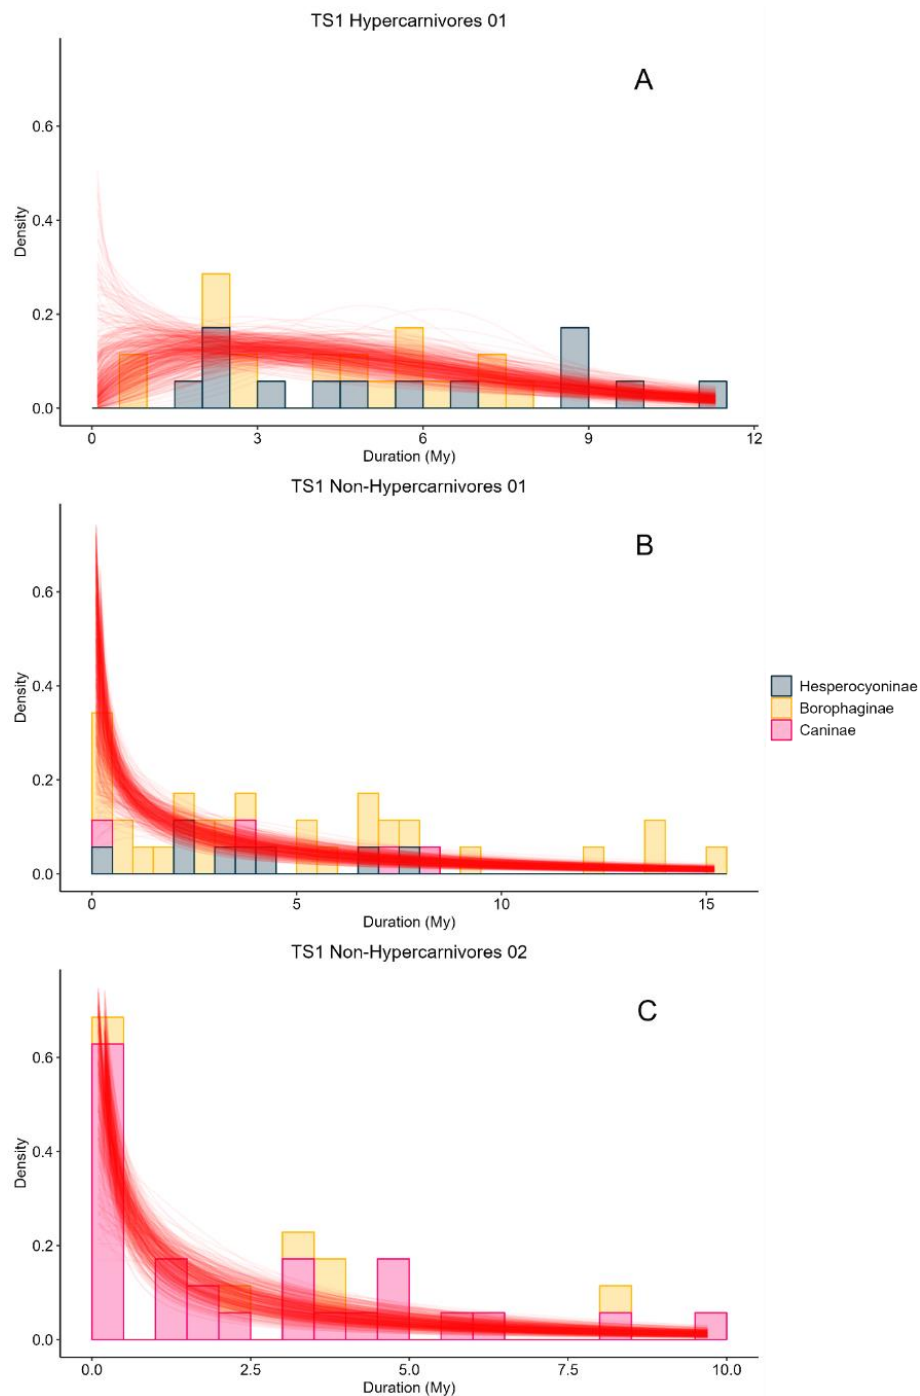 TS1 Hypercarnivores 01
A
Density
0.6
0.4
0.2
0.0
0
3
6
9
12
Duration (My)
TS1 Non-Hypercarnivores 01
B
Density
0.6
0.4
0.2
0.0
0
5
10
15
Duration (My)
Hesperocyoninae
Borophaginae
Caninae
TS1 Non-Hypercarnivores 02
C
Density
0.6
0.4
0.2
0.0
0.0
2.5
5.0
7.5
10.0
Duration (My)